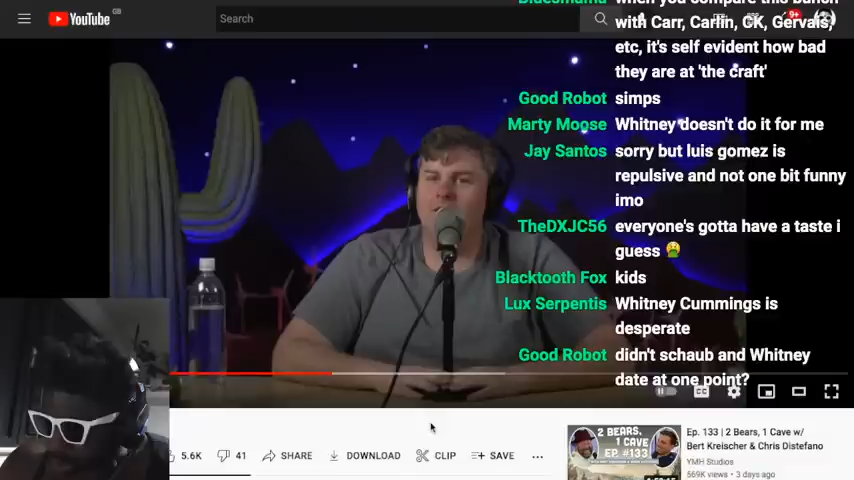 YouTube GB
Search
9+
Bluesmama when you compare this bunch
with Carr, Carlin, CK, Gervais,
etc, it's self evident how bad
they are at 'the craft'
Good Robot simps
Marty Moose Whitney doesn't do it for me
Jay Santos sorry but luis gomez is
repulsive and not one bit funny
imo
TheDXJC56 everyone's gotta have a taste i
guess 🤮
Blacktooth Fox kids
Lux Serpentis Whitney Cummings is
desperate
Good Robot didn't schaub and Whitney
date at one point?
CC
5.6K 41 SHARE DOWNLOAD CLIP SAVE
2 BEARS,
1 CAVE
EP. #133
Ep. 133 | 2 Bears, 1 Cave w/
Bert Kreischer & Chris Distefano
YMH Studios
569K views • 3 days ago